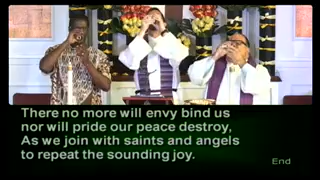 There no more will envy bind us
nor will pride our peace destroy,
As we join with saints and angels
to repeat the sounding joy.
End